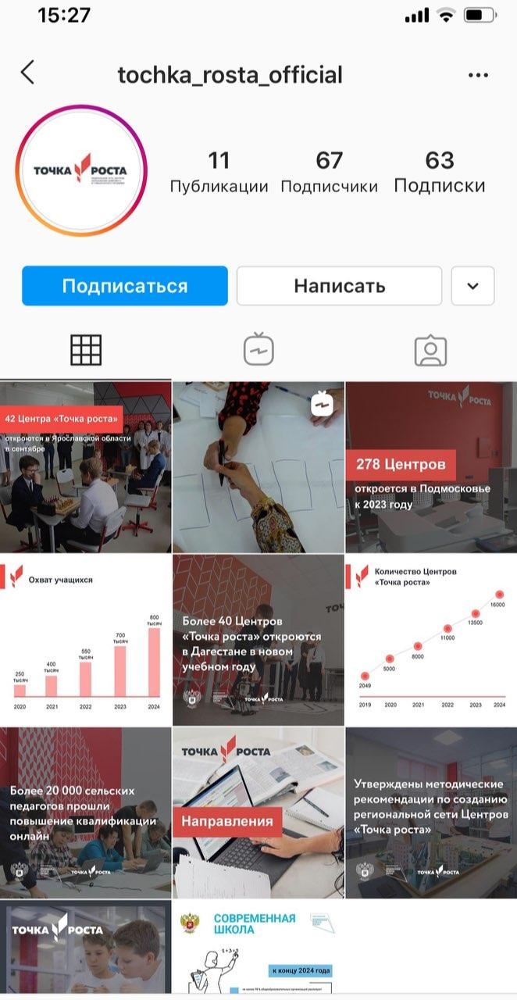 15:27
tochka_rosta_official
ТОЧКА РОСТА
11
67
63
Публикации
Подписчики
Подписки
Подписаться
Написать
42 Центра «Точка роста»
откроются в Ярославской области
в сентябре
ТОЧКА РОСТА
278 Центров
откроется в Подмосковье
к 2023 году
Охват учащихся
250
тысяч
400
тысяч
550
тысяч
700
тысяч
800
тысяч
2020 2021 2022 2023 2024
Более 40 Центров
«Точка роста» откроются
в Дагестане в новом
учебном году
ТОЧКА РОСТА
Количество Центров
«Точка роста»
2049
5000
8000
11000
13500
16000
2019 2020 2021 2022 2023 2024
Более 20 000 сельских
педагогов прошли
повышение квалификации
онлайн
ТОЧКА РОСТА
ТОЧКА РОСТА
Направления
Утверждены методические
рекомендации по созданию
региональной сети Центров
«Точка роста»
ТОЧКА РОСТА
ТОЧКА РОСТА
СОВРЕМЕННАЯ
ШКОЛА
к концу 2024 года